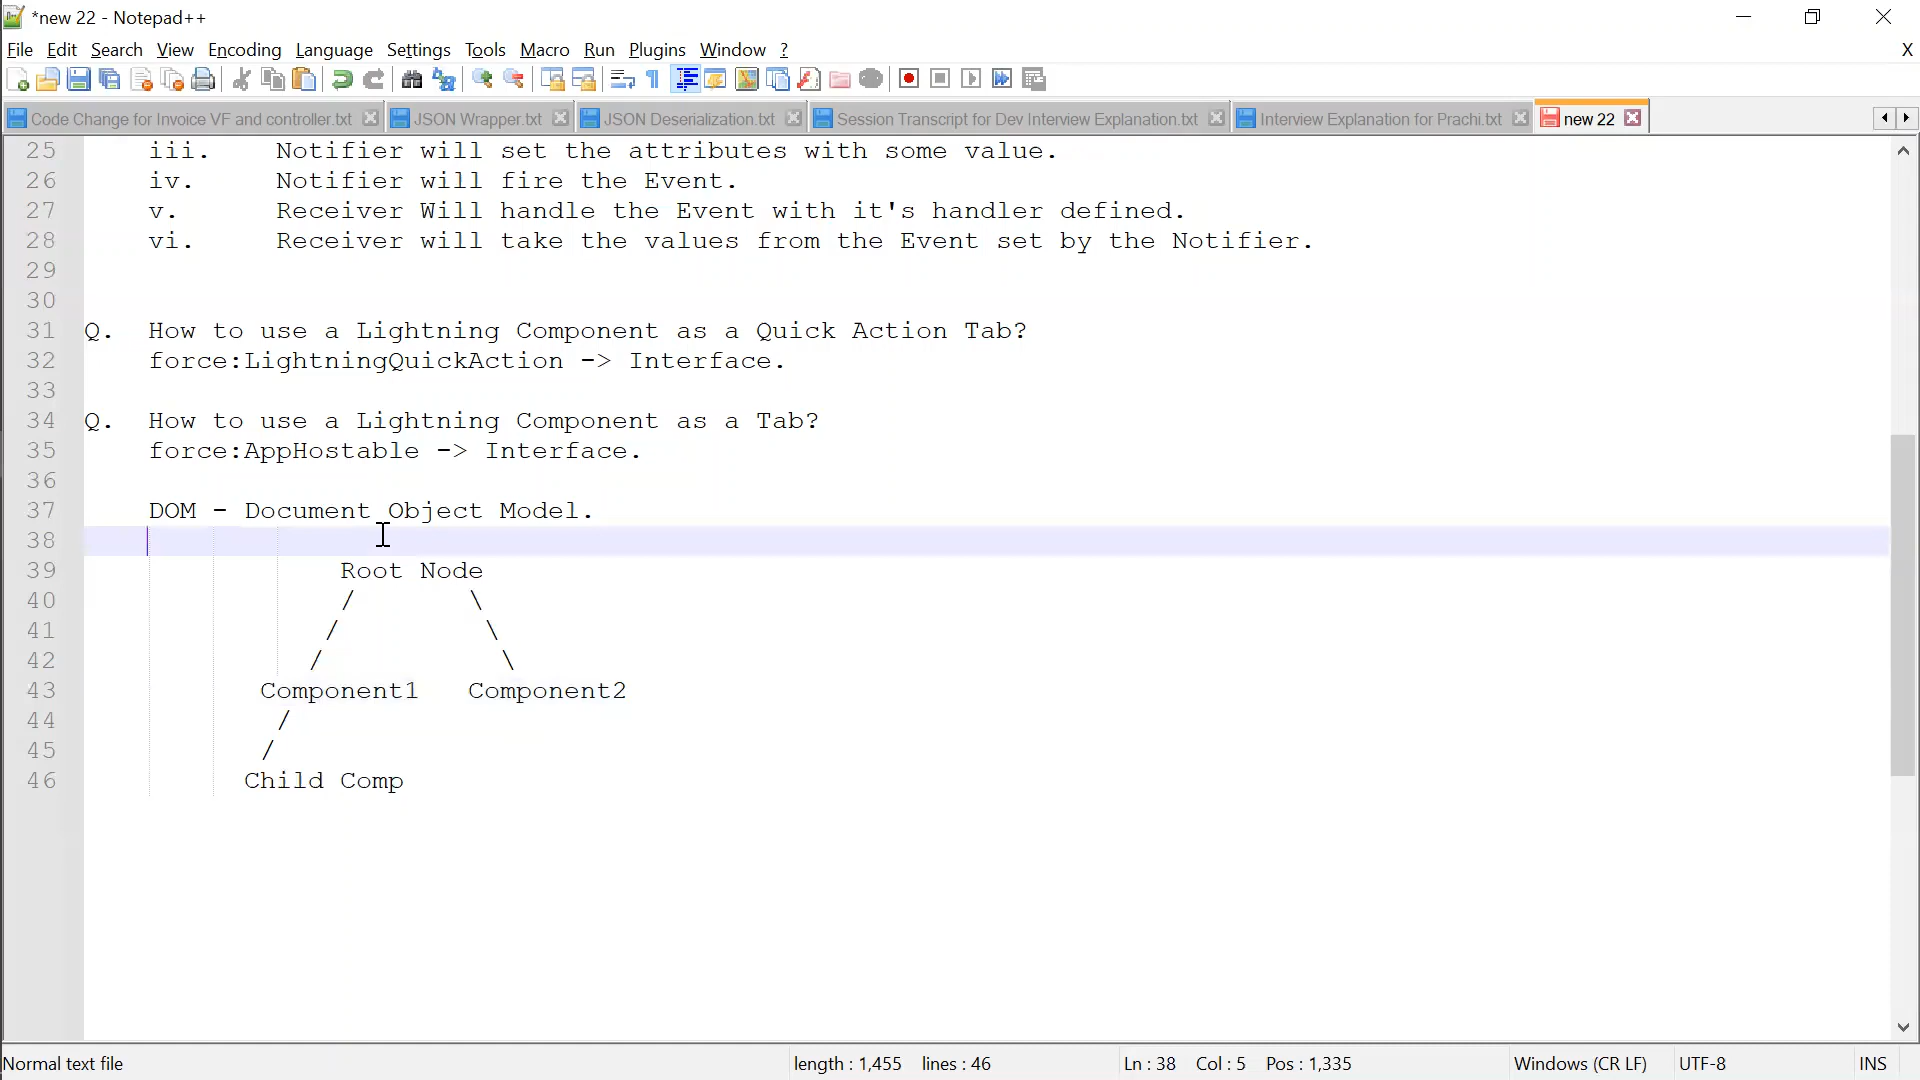 *new 22 - Notepad++
File Edit Search View Encoding Language Settings Tools Macro Run Plugins Window ? X
Code Change for Invoice VF and controller.txt JSON Wrapper.txt JSON Deserialization.txt Session Transcript for Dev Interview Explanation.txt Interview Explanation for Prachi.txt new 22
25 iii. Notifier will set the attributes with some value.
26 iv. Notifier will fire the Event.
27 v. Receiver Will handle the Event with it's handler defined.
28 vi. Receiver will take the values from the Event set by the Notifier.
29
30
31 Q. How to use a Lightning Component as a Quick Action Tab?
32 force:LightningQuickAction -> Interface.
33
34 Q. How to use a Lightning Component as a Tab?
35 force:AppHostable -> Interface.
36
37 DOM - Document Object Model.
38
39 Root Node
40 / \
41 / \
42 / \
43 Component1 Component2
44 /
45 /
46 Child Comp
Normal text file length : 1,455 lines : 46 Ln : 38 Col : 5 Pos : 1,335 Windows (CR LF) UTF-8 INS